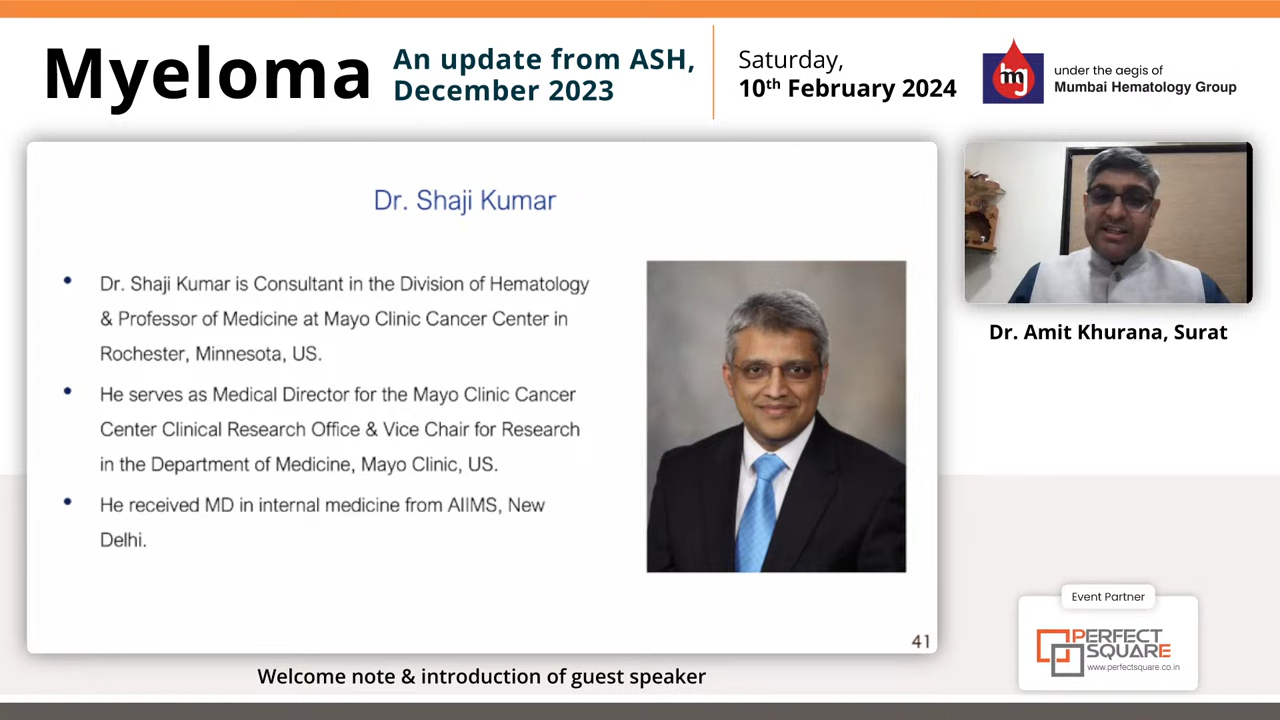 Myeloma
An update from ASH,
December 2023
Saturday,
10th February 2024
mg
under the aegis of
Mumbai Hematology Group
Dr. Shaji Kumar
• Dr. Shaji Kumar is Consultant in the Division of Hematology
& Professor of Medicine at Mayo Clinic Cancer Center in
Rochester, Minnesota, US.
• He serves as Medical Director for the Mayo Clinic Cancer
Center Clinical Research Office & Vice Chair for Research
in the Department of Medicine, Mayo Clinic, US.
• He received MD in internal medicine from AIIMS, New
Delhi.
41
Dr. Amit Khurana, Surat
Welcome note & introduction of guest speaker
Event Partner
PERFECT
SQUARE
www.perfectsquare.co.in